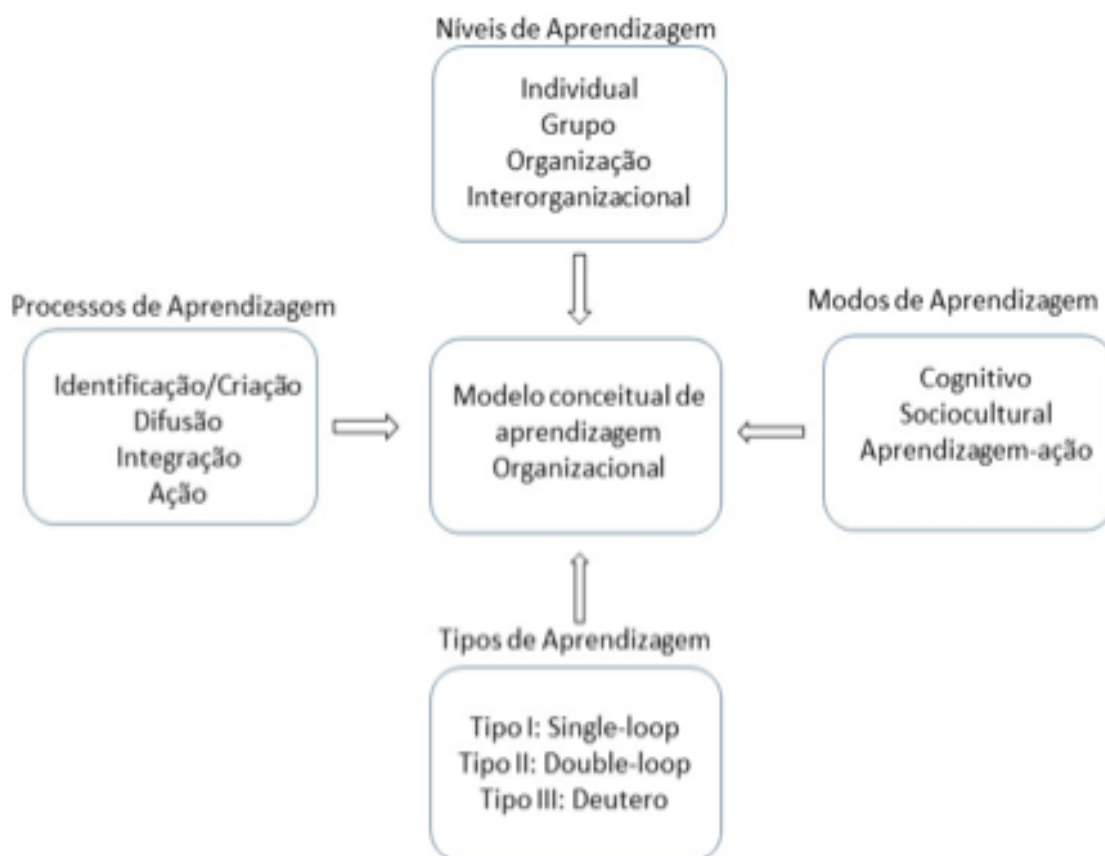 Níveis de Aprendizagem
Individual
Grupo
Organização
Interorganizacional
Processos de Aprendizagem
Identificação/Criação
Difusão
Integração
Ação
Modelo conceitual de
aprendizagem
Organizacional
Modos de Aprendizagem
Cognitivo
Sociocultural
Aprendizagem-ação
Tipos de Aprendizagem
Tipo I: Single-loop
Tipo II: Double-loop
Tipo III: Deutero